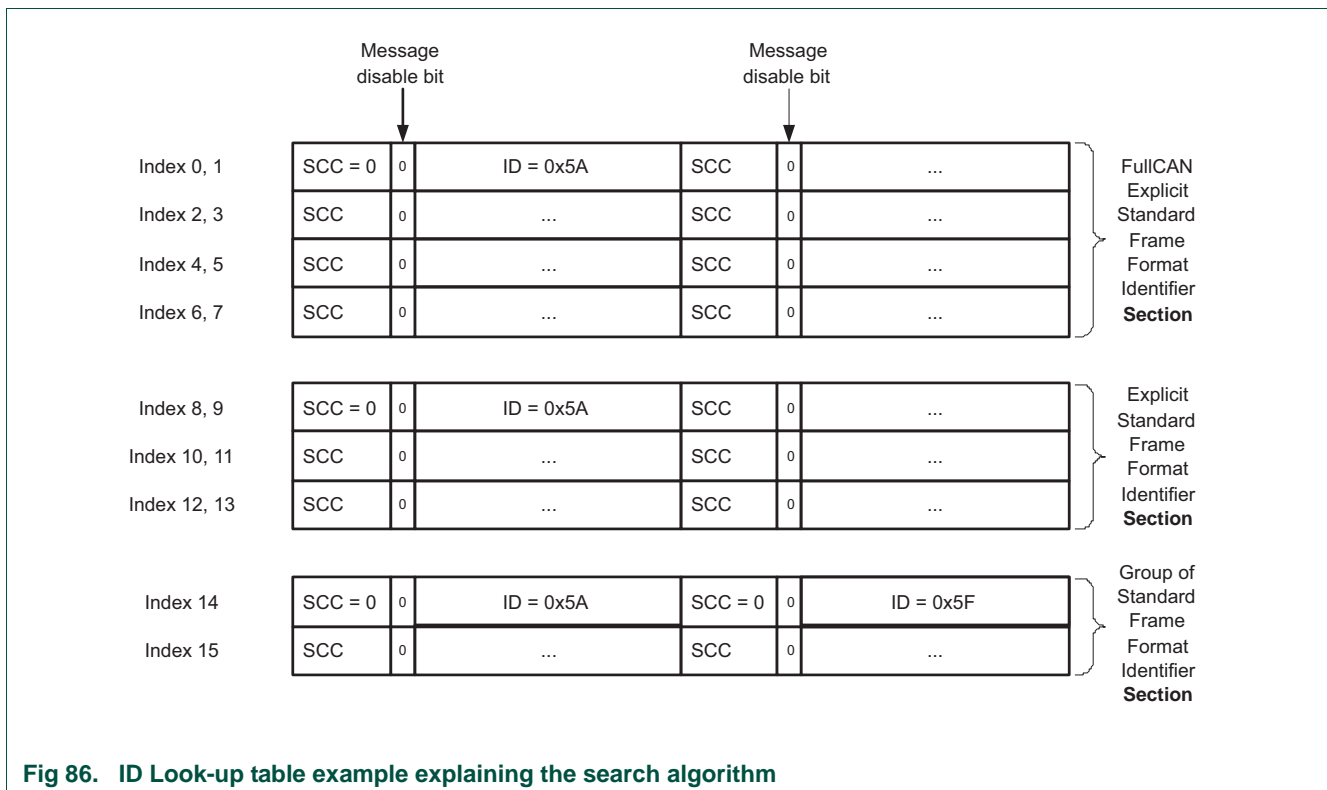 Message
disable bit
Message
disable bit
Index 0, 1 SCC = 0 0 ID = 0x5A SCC 0 ...
Index 2, 3 SCC 0 ... SCC 0 ...
Index 4, 5 SCC 0 ... SCC 0 ...
Index 6, 7 SCC 0 ... SCC 0 ...
FullCAN
Explicit
Standard
Frame
Format
Identifier
Section
Index 8, 9 SCC = 0 0 ID = 0x5A SCC 0 ...
Index 10, 11 SCC 0 ... SCC 0 ...
Index 12, 13 SCC 0 ... SCC 0 ...
Explicit
Standard
Frame
Format
Identifier
Section
Index 14 SCC = 0 0 ID = 0x5A SCC = 0 0 ID = 0x5F
Index 15 SCC 0 ... SCC 0 ...
Group of
Standard
Frame
Format
Identifier
Section
Fig 86. ID Look-up table example explaining the search algorithm